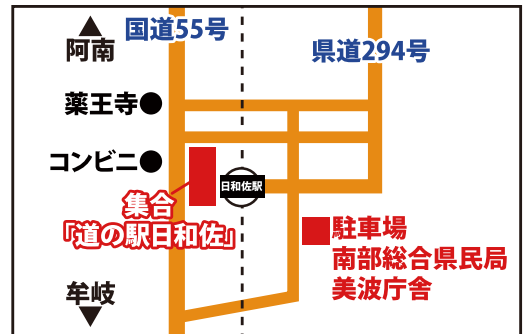 国道55号
阿南
県道294号
薬王寺
コンビニ
日和佐駅
集合
「道の駅日和佐」
駐車場
南部総合県民局
美波庁舎
牟岐